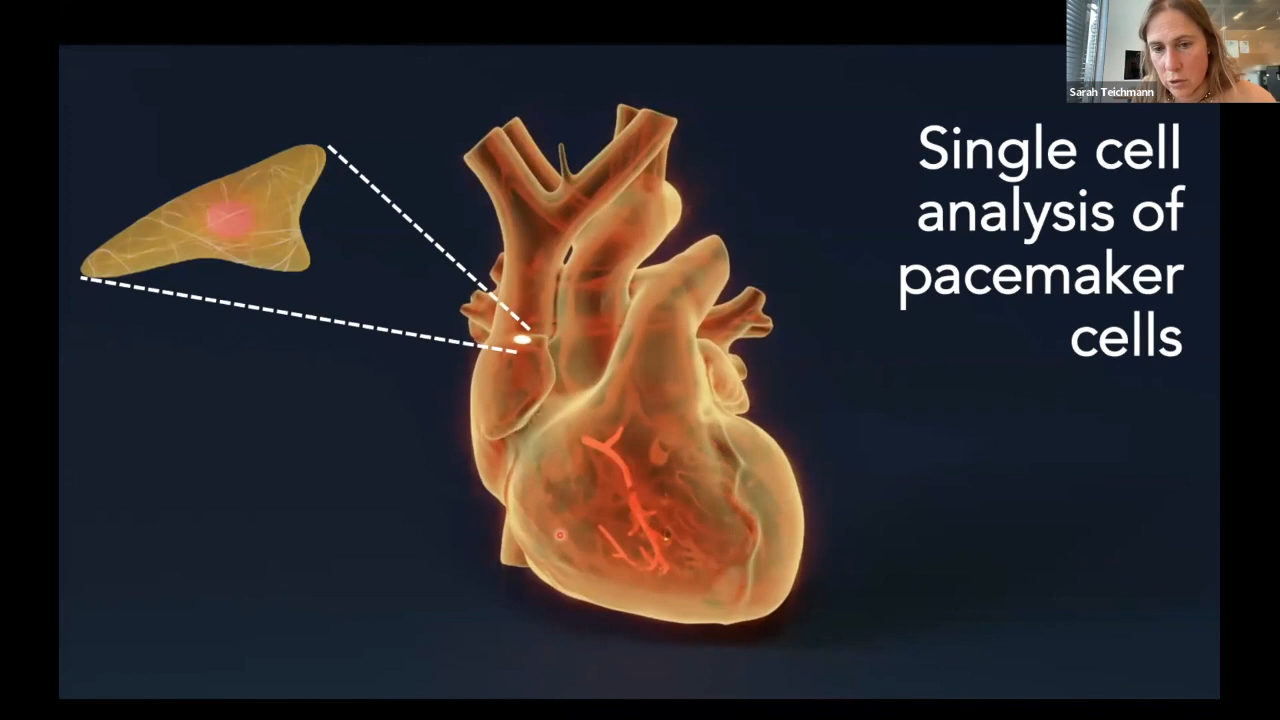 Sarah Teichmann
Single cell
analysis of
pacemaker
cells